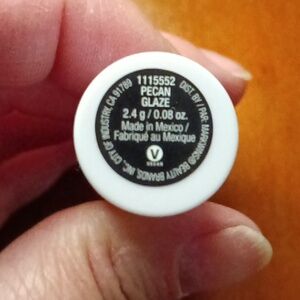 1115552
PECAN
GLAZE
2.4 g / 0.08 oz.
Made in Mexico /
Fabriqué au Mexique
V
VEGAN
DIST. BY / PAR: MARKWINS® BEAUTY BRANDS, INC. CITY OF INDUSTRY, CA 91789